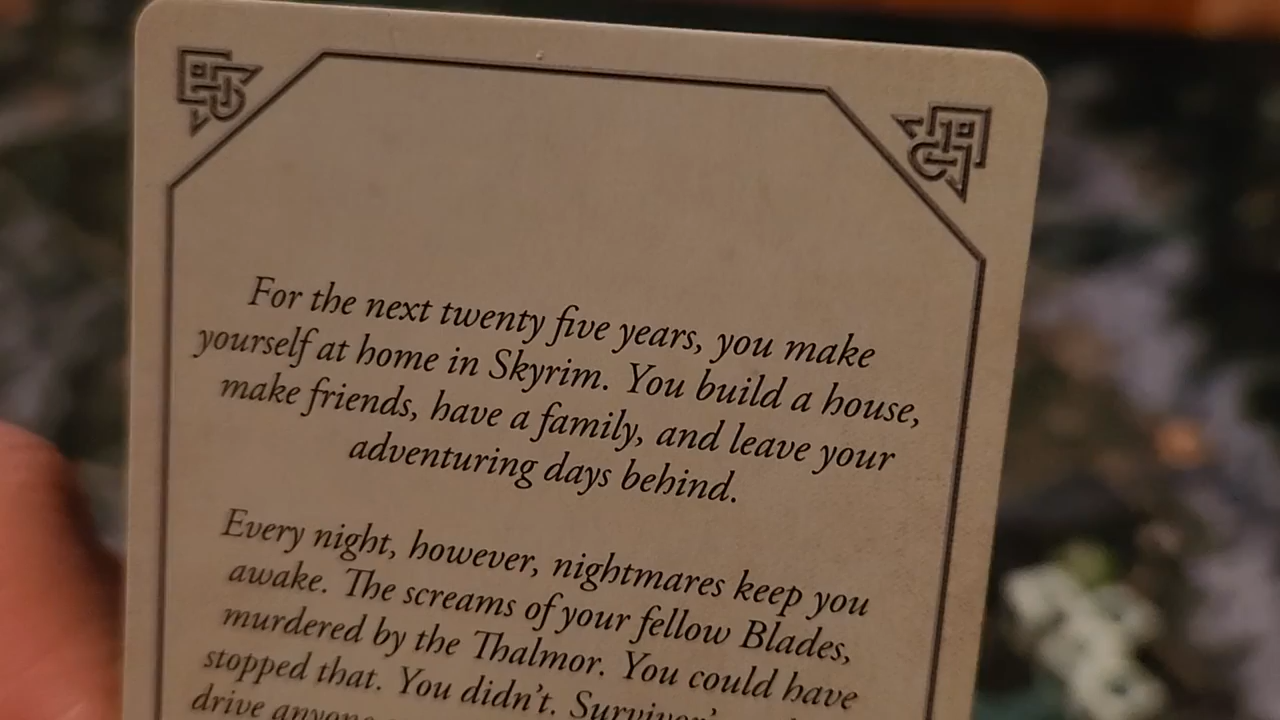 For the next twenty five years, you make
yourself at home in Skyrim. You build a house,
make friends, have a family, and leave your
adventuring days behind.
Every night, however, nightmares keep you
awake. The screams of your fellow Blades,
murdered by the Thalmor. You could have
stopped that. You didn't.
drive